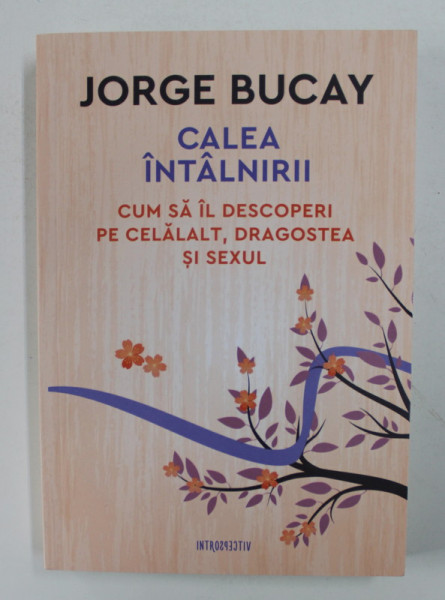 JORGE BUCAY
CALEA
ÎNTÂLNIRII
CUM SĂ ÎL DESCOPERI
PE CELĂLALT, DRAGOSTEA
ȘI SEXUL
INTROSPECTIV